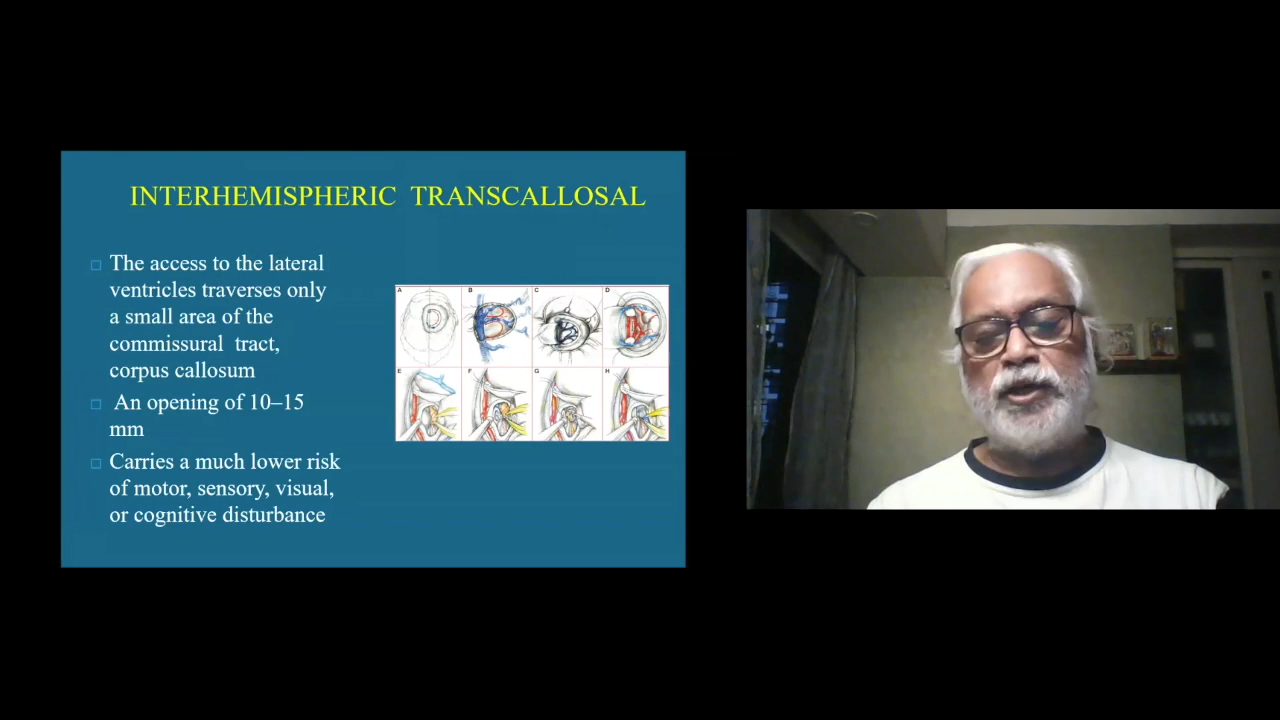 INTERHEMISPHERIC TRANSCALLOSAL
The access to the lateral
ventricles traverses only
a small area of the
commissural tract,
corpus callosum
An opening of 10–15
mm
Carries a much lower risk
of motor, sensory, visual,
or cognitive disturbance
A B C D
E F G H